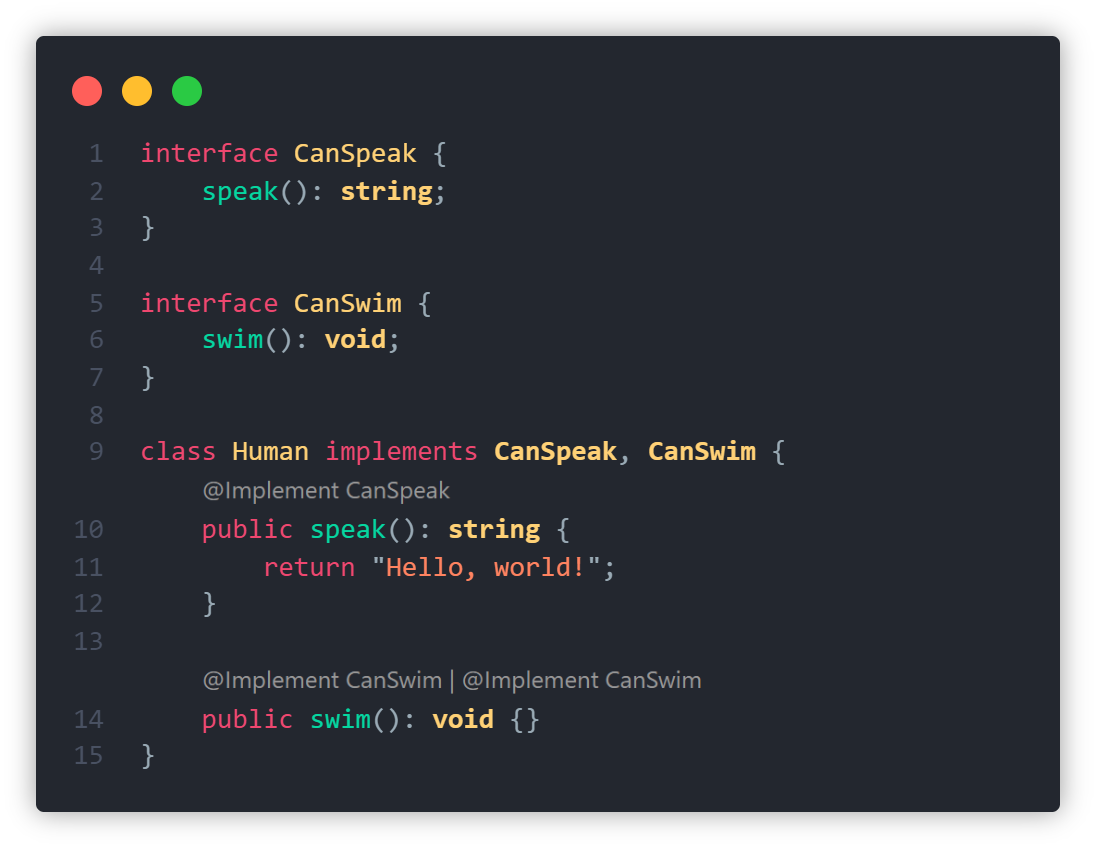 1 interface CanSpeak {
2 speak(): string;
3 }
4
5 interface CanSwim {
6 swim(): void;
7 }
8
9 class Human implements CanSpeak, CanSwim {
@Implement CanSpeak
10 public speak(): string {
11 return "Hello, world!";
12 }
13
@Implement CanSwim | @Implement CanSwim
14 public swim(): void {}
15 }